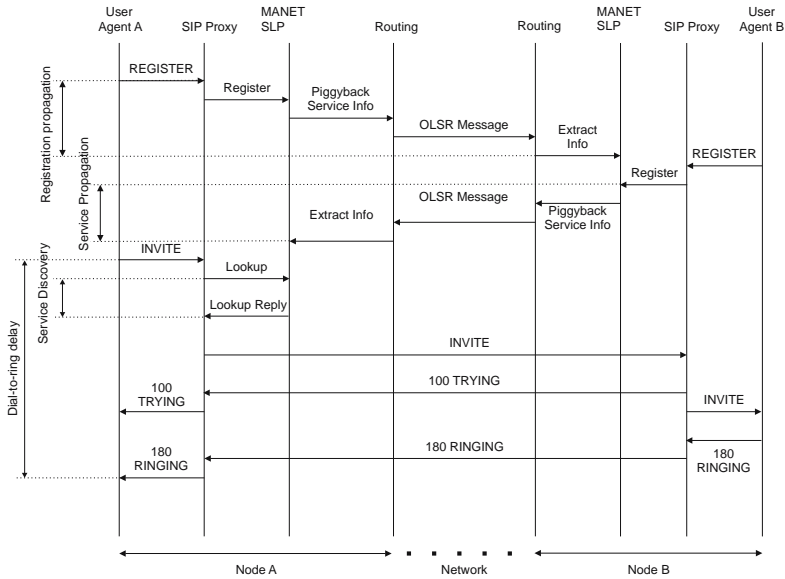 User
Agent A
SIP Proxy
MANET
SLP
Routing
Routing
MANET
SLP
SIP Proxy
User
Agent B
REGISTER
Register
Piggyback
Service Info
OLSR Message
Extract
Info
REGISTER
Register
OLSR Message
Piggyback
Service Info
Extract Info
INVITE
Lookup
Lookup Reply
INVITE
100 TRYING
100
TRYING
INVITE
180 RINGING
180
RINGING
180
RINGING
Registration propagation
Service Propagation
Service Discovery
Dial-to-ring delay
Node A
Network
Node B